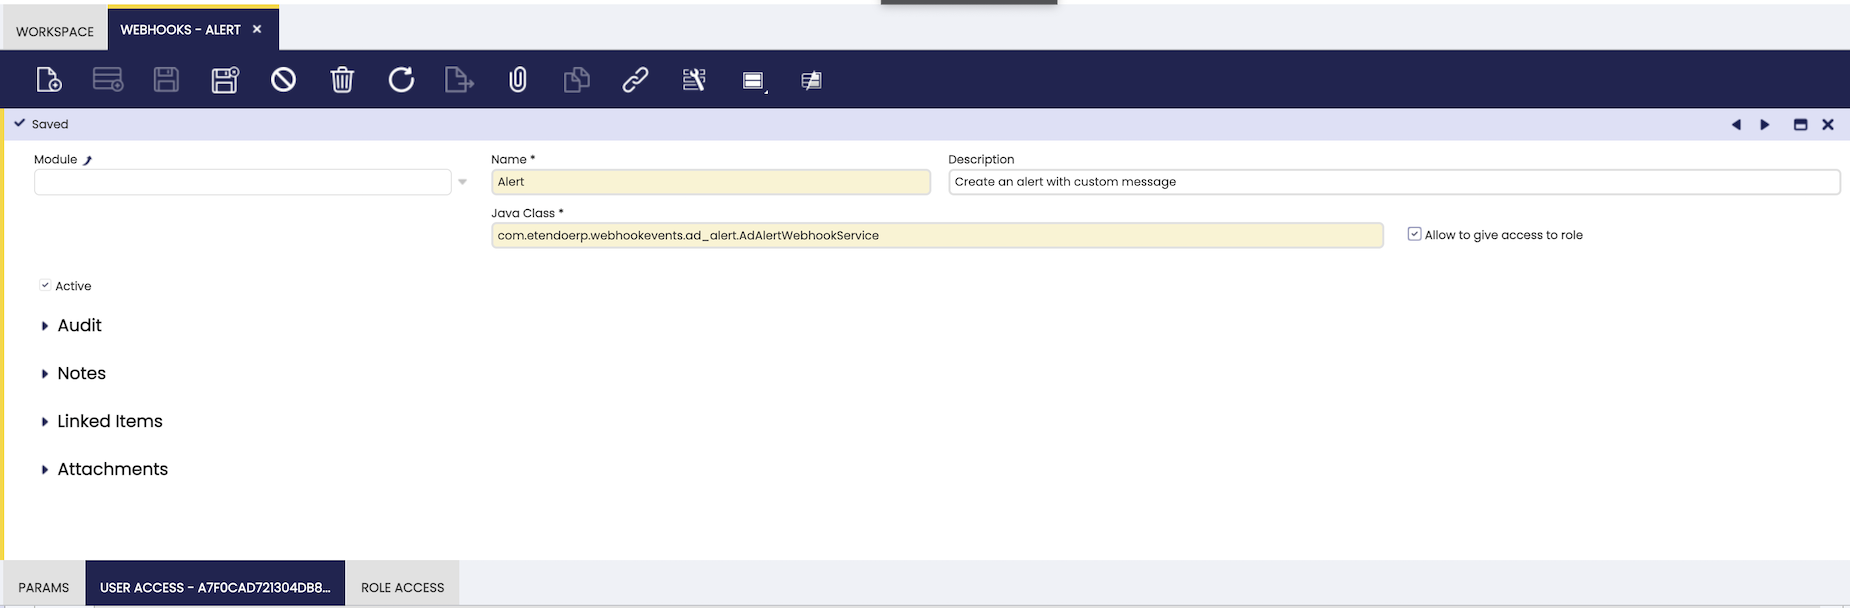 WORKSPACE
WEBHOOKS - ALERT
Saved
Module
Name *
Description
Alert
Create an alert with custom message
Java Class *
com.etendoerp.webhookevents.ad_alert.AdAlertWebhookService
Allow to give access to role
Active
Audit
Notes
Linked Items
Attachments
PARAMS
USER ACCESS - A7F0CAD721304DB8...
ROLE ACCESS